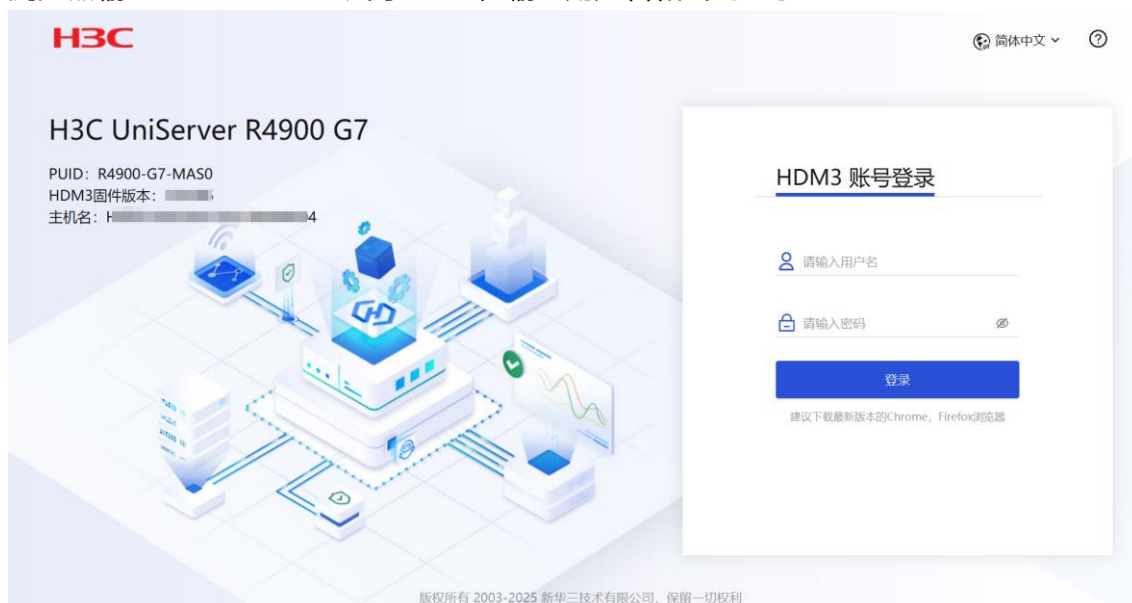 H3C
简体中文
H3C UniServer R4900 G7
PUID：R4900-G7-MAS0
HDM3固件版本：
主机名：H 4
HDM3 账号登录
请输入用户名
请输入密码
登录
建议下载最新版本的Chrome，Firefox浏览器
版权所有 2003-2025 新华三技术有限公司，保留一切权利